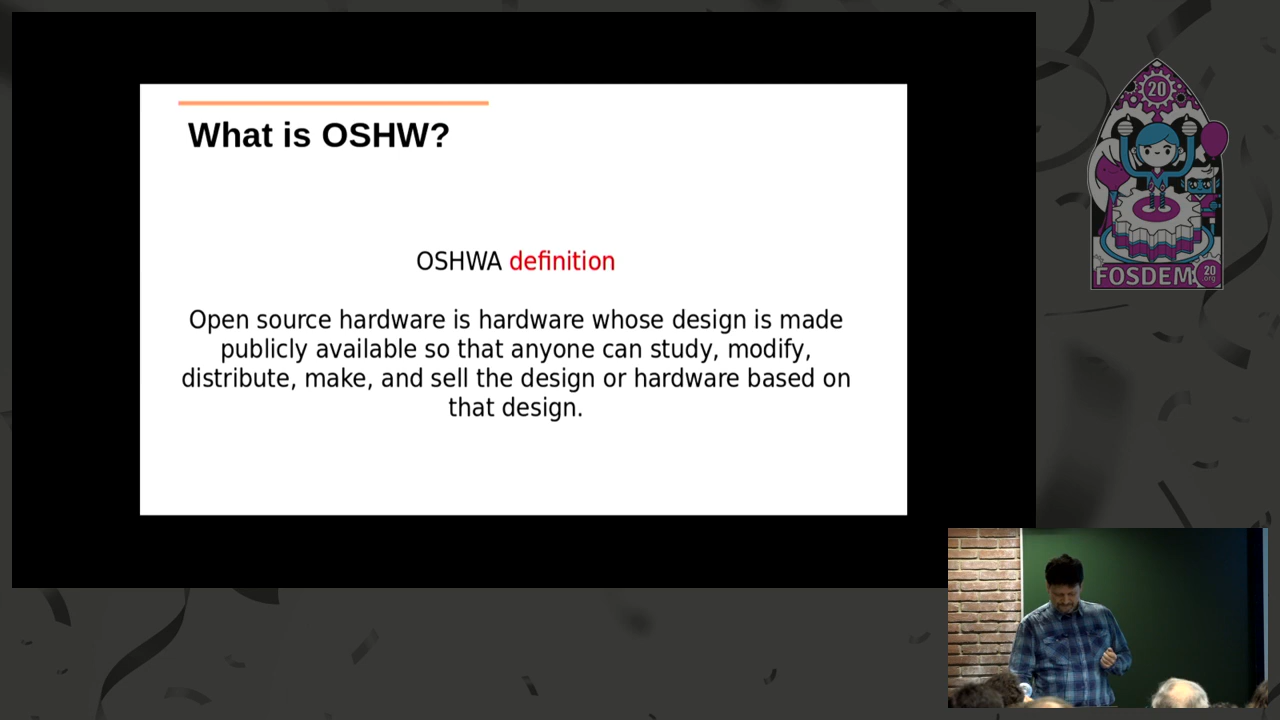 What is OSHW?
OSHWA definition
Open source hardware is hardware whose design is made
publicly available so that anyone can study, modify,
distribute, make, and sell the design or hardware based on
that design.
20
FOSDEM
20
.org